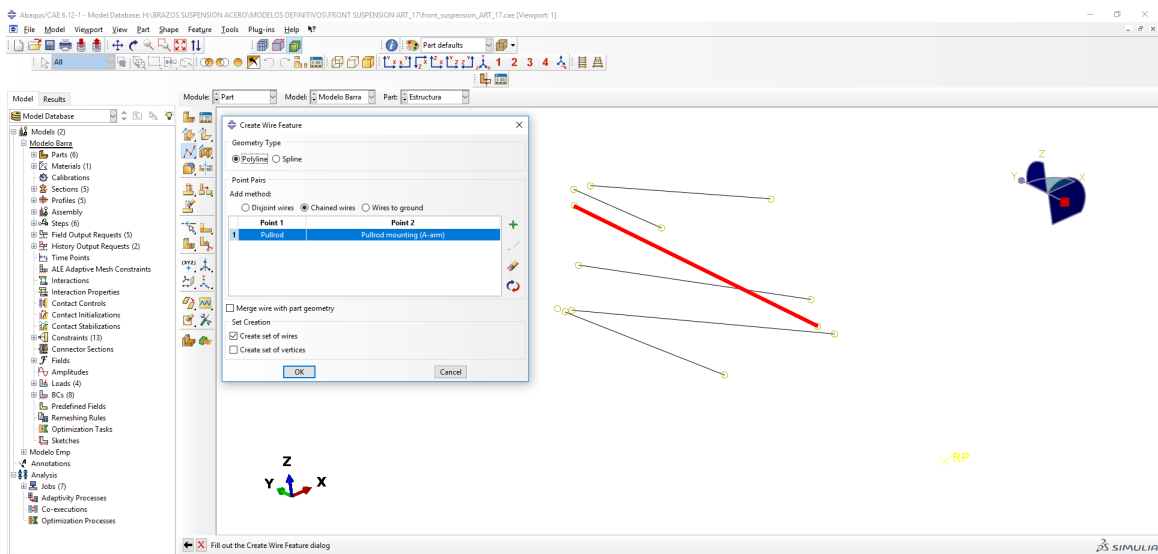 Abaqus/CAE 6.12-1 - Model Database: H:\BRAZOS SUSPENSION ACERO\MODELOS DEFINITIVOS\FRONT SUSPENSION ART_17\front_suspension_ART_17.cae [Viewport: 1]
File Model Viewport View Part Shape Feature Tools Plug-ins Help
Part defaults
All
1 2 3 4
Model Results
Module: Part Model: Modelo Barra Part: Estructura
Model Database
Models (2)
Modelo Barra
Parts (6)
Materials (1)
Calibrations
Sections (5)
Profiles (5)
Assembly
Steps (6)
Field Output Requests (5)
History Output Requests (2)
Time Points
ALE Adaptive Mesh Constraints
Interactions
Interaction Properties
Contact Controls
Contact Initializations
Contact Stabilizations
Constraints (13)
Connector Sections
Fields
Amplitudes
Loads (4)
BCs (8)
Predefined Fields
Remeshing Rules
Optimization Tasks
Sketches
Modelo Emp
Annotations
Analysis
Jobs (7)
Adaptivity Processes
Co-executions
Optimization Processes
Create Wire Feature
Geometry Type
Polyline Spline
Point Pairs
Add method:
Disjoint wires Chained wires Wires to ground
Point 1 Point 2
1 Pullrod Pullrod mounting (A-arm)
Merge wire with part geometry
Set Creation
Create set of wires
Create set of vertices
OK Cancel
Z
Y X
RP
Z
Y X
Fill out the Create Wire Feature dialog
SIMULIA